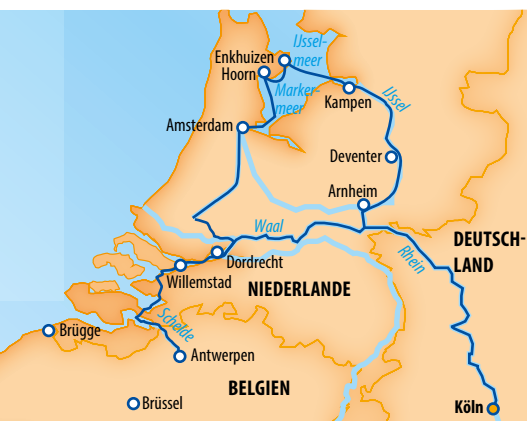 IJssel-
meer
Enkhuizen
Hoorn
Marker-
meer
Kampen
IJssel
Amsterdam
Deventer
Arnheim
Waal
DEUTSCH-
LAND
Rhein
Dordrecht
Willemstad
NIEDERLANDE
Schelde
Brügge
Antwerpen
BELGIEN
Brüssel
Köln